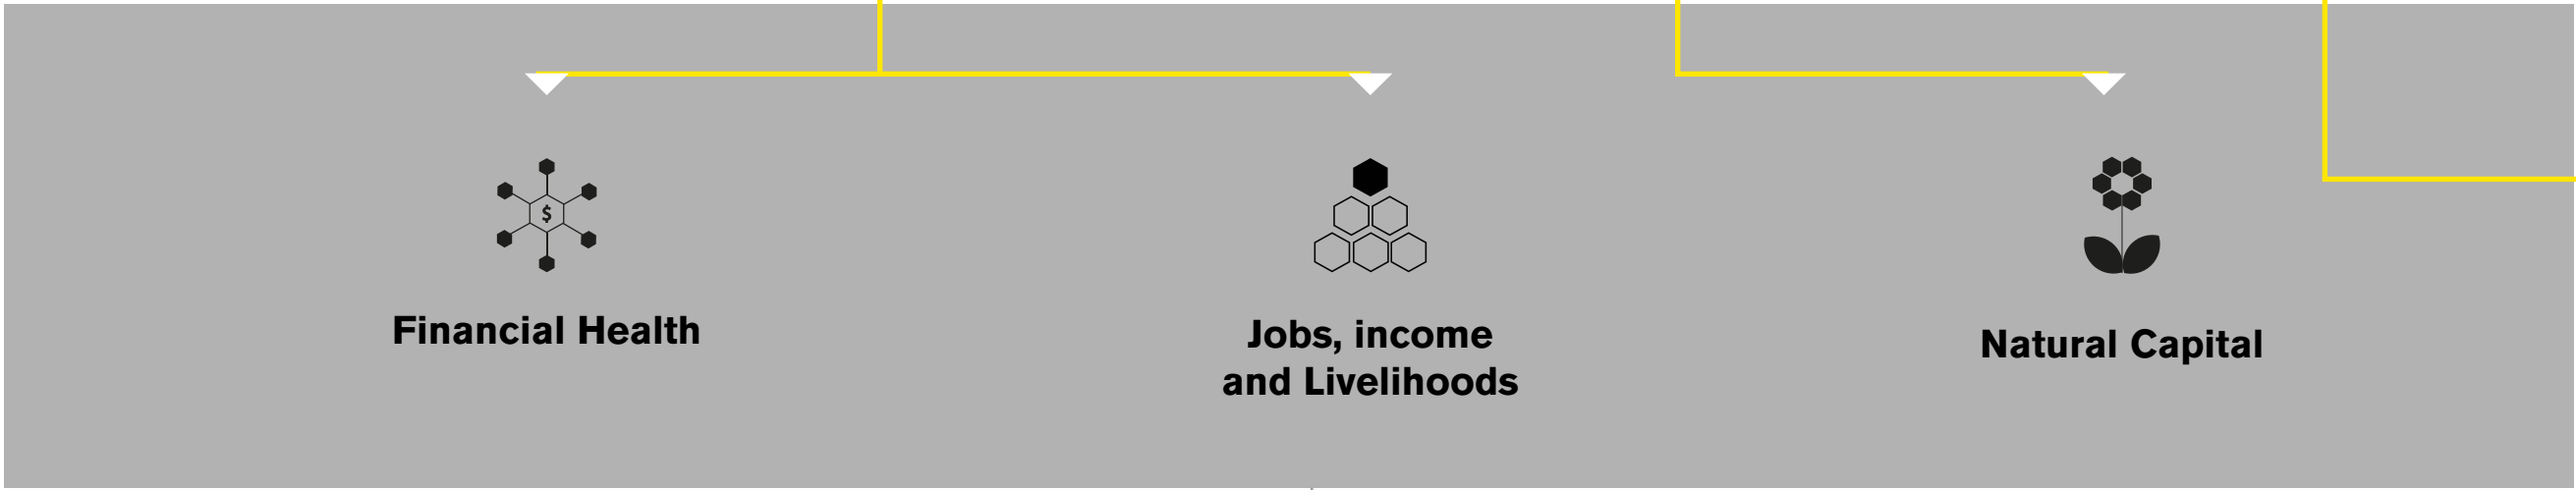 $
Financial Health
Jobs, income
and Livelihoods
Natural Capital